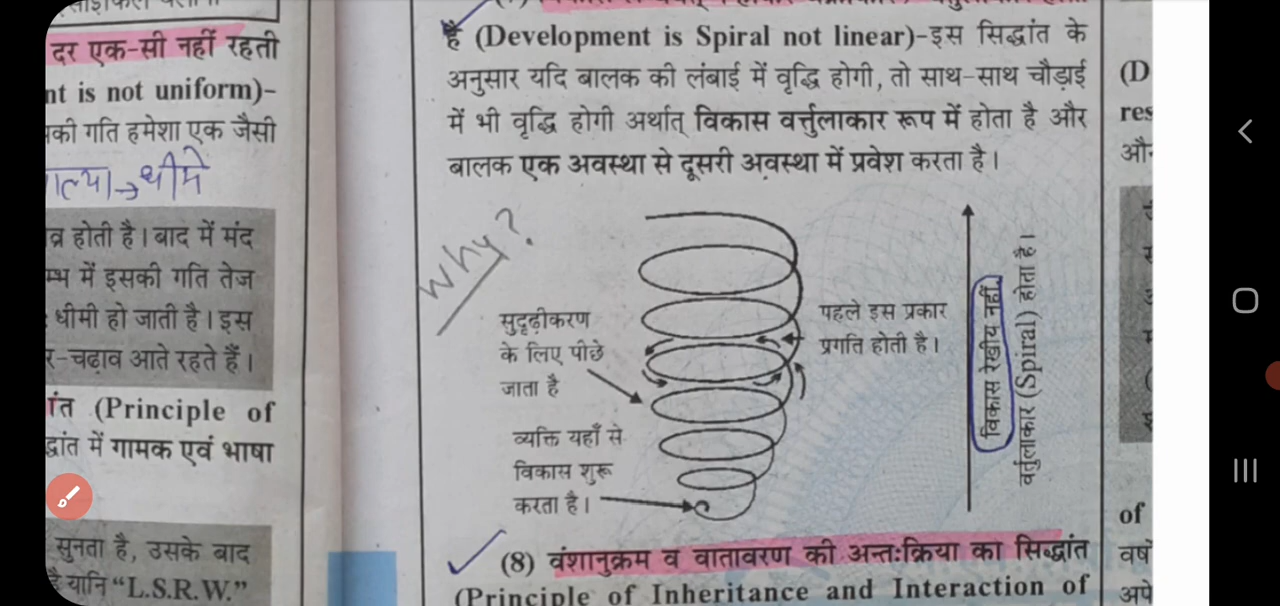 दर एक-सी नहीं रहती
nt is not uniform)-
की गति हमेशा एक जैसी
धीमे
होती है। बाद में मंद
म्भ में इसकी गति तेज
धीमी हो जाती है। इस
र-चढ़ाव आते रहते हैं।
ांत (Principle of
द्धांत में गामक एवं भाषा
सुनता है, उसके बाद
है यानि “L.S.R.W.”
है (Development is Spiral not linear)-इस सिद्धांत के
अनुसार यदि बालक की लंबाई में वृद्धि होगी, तो साथ-साथ चौड़ाई
में भी वृद्धि होगी अर्थात् विकास वर्त्तुलाकार रूप में होता है और
बालक एक अवस्था से दूसरी अवस्था में प्रवेश करता है।
Why?
सुदृढ़ीकरण
के लिए पीछे
जाता है
व्यक्ति यहाँ से
विकास शुरू
करता है।
पहले इस प्रकार
प्रगति होती है।
विकास रेखीय नहीं
वर्तुलाकार (Spiral) होता है।
(8) वंशानुक्रम व वातावरण की अन्तःक्रिया का सिद्धांत
(Principle of Inheritance and Interaction of
(D
res
of
वर्ष
अपे